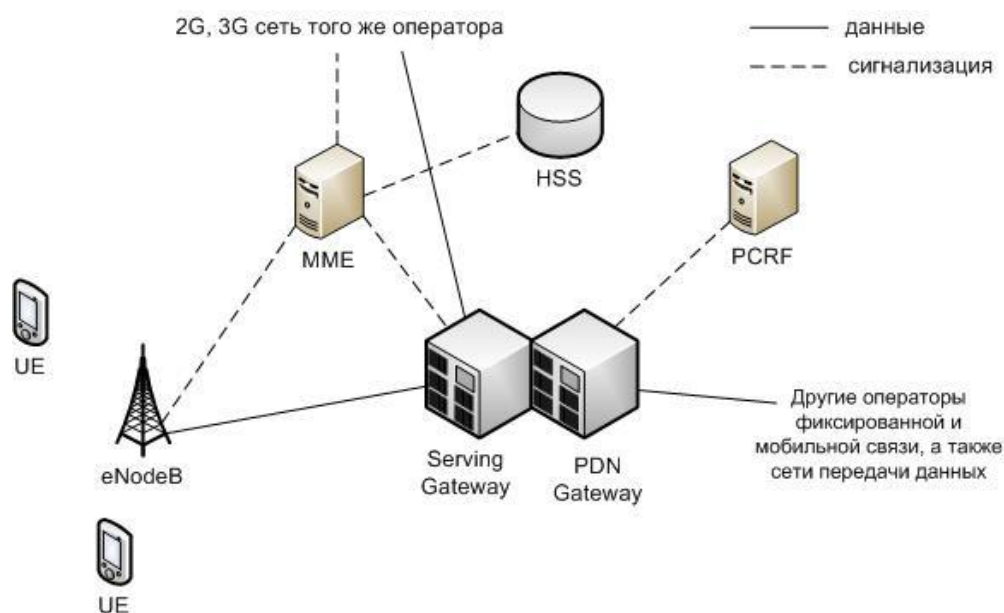 2G, 3G сеть того же оператора
данные
сигнализация
HSS
MME
PCRF
UE
eNodeB
Serving
Gateway
PDN
Gateway
Другие операторы
фиксированной и
мобильной связи, а также
сети передачи данных
UE